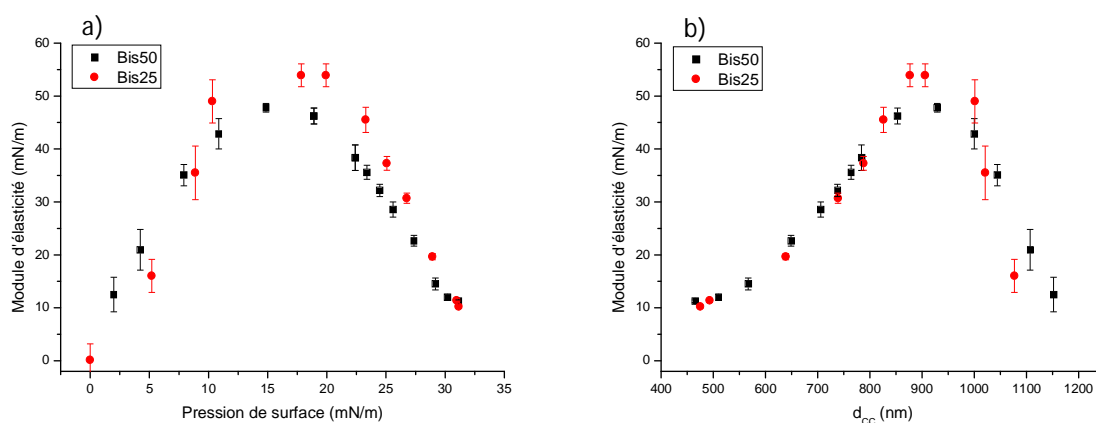 a)
Bis50
Bis25
60
50
40
30
20
10
0
Module d'élasticité (mN/m)
0 5 10 15 20 25 30 35
Pression de surface (mN/m)
b)
Bis50
Bis25
60
50
40
30
20
10
0
Module d'élasticité (mN/m)
400 500 600 700 800 900 1000 1100 1200
dcc (nm)